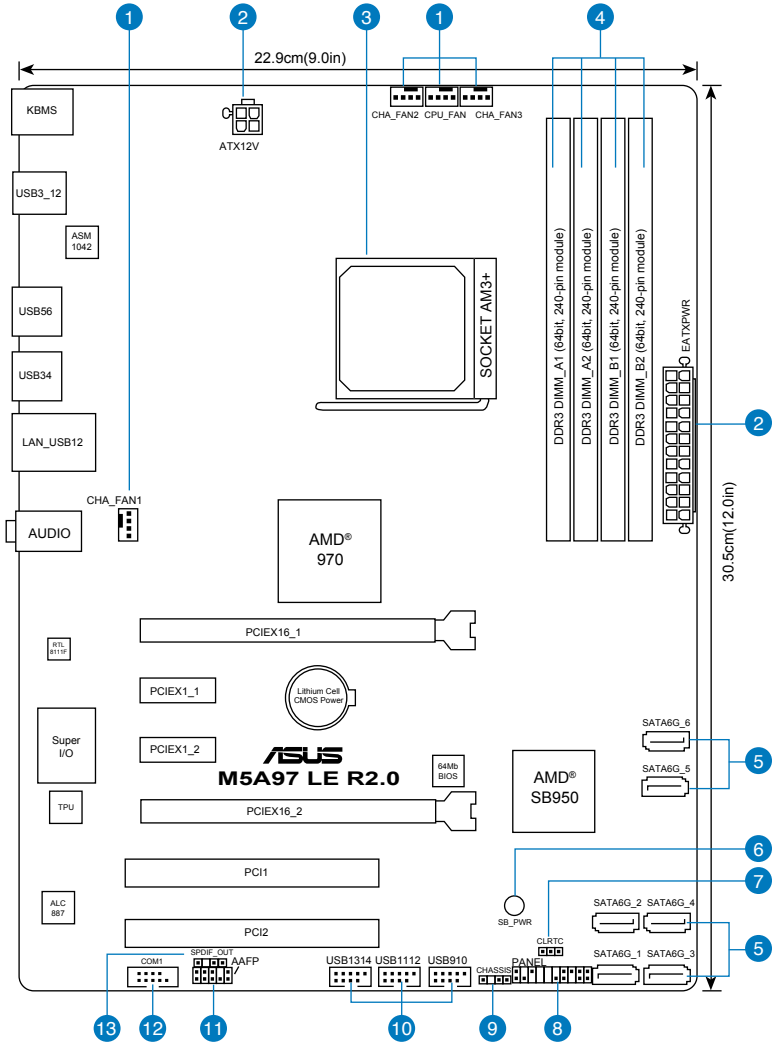 1
2
3
1
4
22.9cm(9.0in)
KBMS
ATX12V
CHA_FAN2
CPU_FAN
CHA_FAN3
USB3_12
ASM
1042
SOCKET AM3+
DDR3 DIMM_A1 (64bit, 240-pin module)
DDR3 DIMM_A2 (64bit, 240-pin module)
DDR3 DIMM_B1 (64bit, 240-pin module)
DDR3 DIMM_B2 (64bit, 240-pin module)
EATXPWR
USB56
USB34
2
LAN_USB12
1
CHA_FAN1
AUDIO
AMD®
970
30.5cm(12.0in)
PCIEX16_1
RTL
8111F
PCIEX1_1
Lithium Cell
CMOS Power
Super
I/O
PCIEX1_2
ASUS
M5A97 LE R2.0
64Mb
BIOS
AMD®
SB950
SATA6G_6
SATA6G_5
5
TPU
PCIEX16_2
PCI1
6
SB_PWR
7
ALC
887
PCI2
CLRTC
SATA6G_2
SATA6G_4
5
SPDIF_OUT
COM1
AAFP
USB1314
USB1112
USB910
CHASSIS
PANEL
SATA6G_1
SATA6G_3
13
12
11
10
9
8